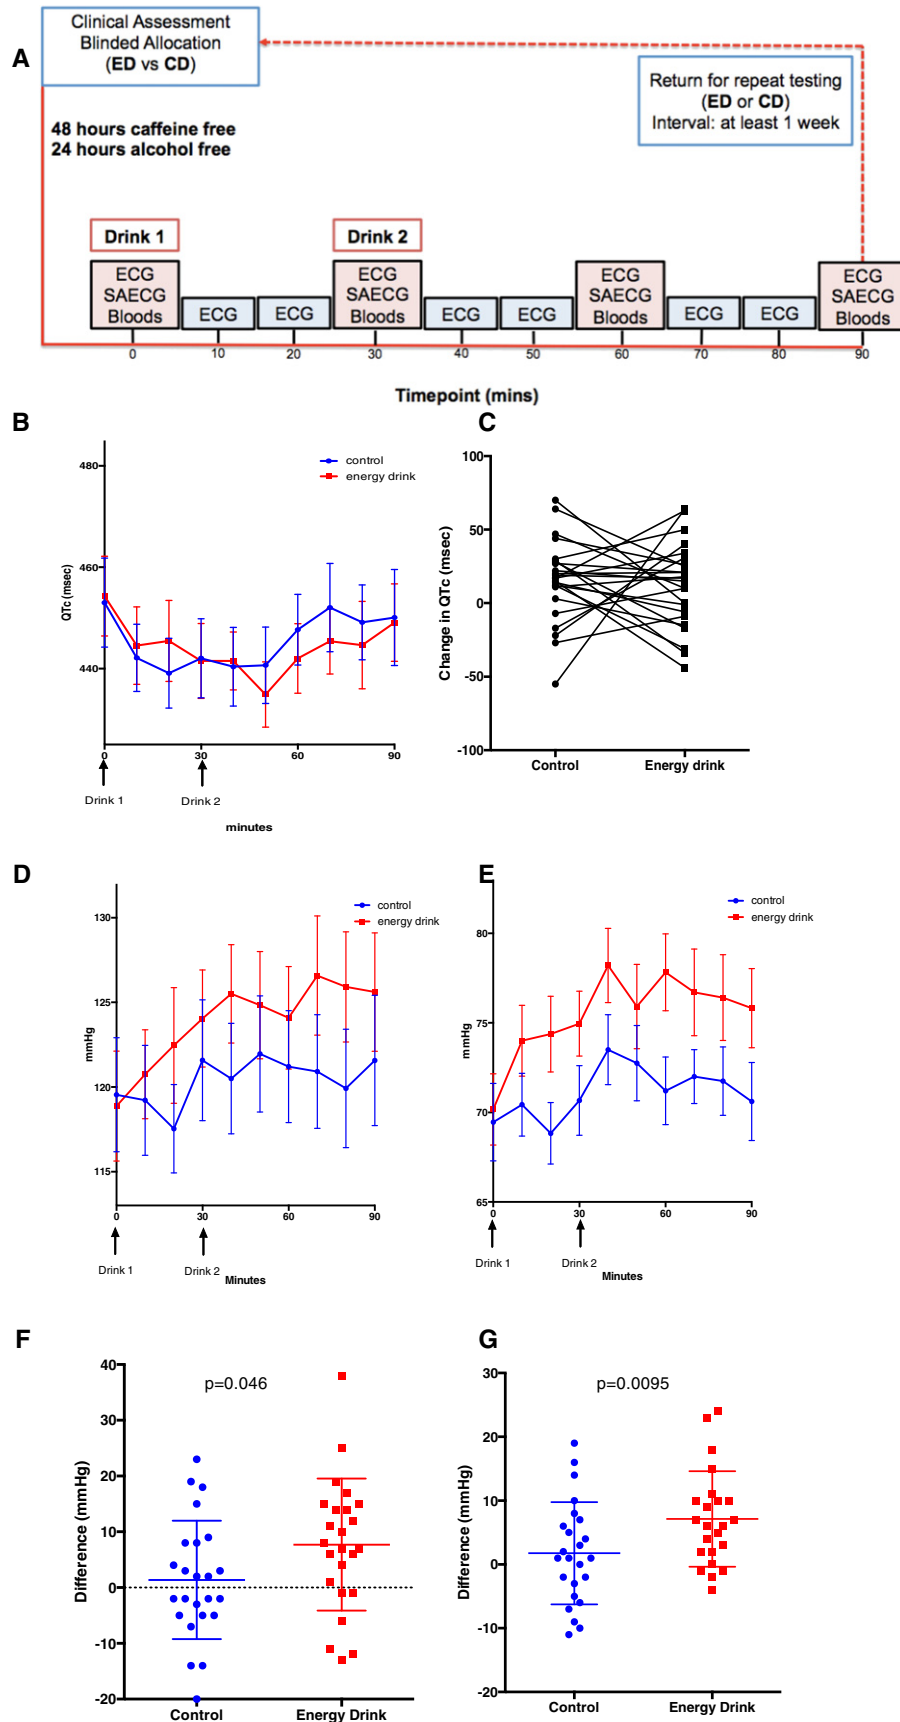 A
Clinical Assessment
Blinded Allocation
(ED vs CD)
Return for repeat testing
(ED or CD)
Interval: at least 1 week
48 hours caffeine free
24 hours alcohol free
Drink 1
Drink 2
ECG
SAECG
Bloods
ECG
ECG
ECG
SAECG
Bloods
ECG
ECG
ECG
SAECG
Bloods
ECG
ECG
ECG
SAECG
Bloods
0 10 20 30 40 50 60 70 80 90
Timepoint (mins)
B
480
460
440
QTc (msec)
control
energy drink
0 30 60 90
Drink 1
Drink 2
minutes
C
100
50
0
-50
-100
Change in QTc (msec)
Control
Energy drink
D
130
125
120
115
mmHg
control
energy drink
0 30 60 90
Drink 1
Drink 2
Minutes
E
80
75
70
65
mmHg
control
energy drink
0 30 60 90
Drink 1
Drink 2
Minutes
F
p=0.046
40
30
20
10
0
-10
-20
Difference (mmHg)
Control
Energy Drink
G
p=0.0095
30
20
10
0
-10
-20
Difference (mmHg)
Control
Energy Drink